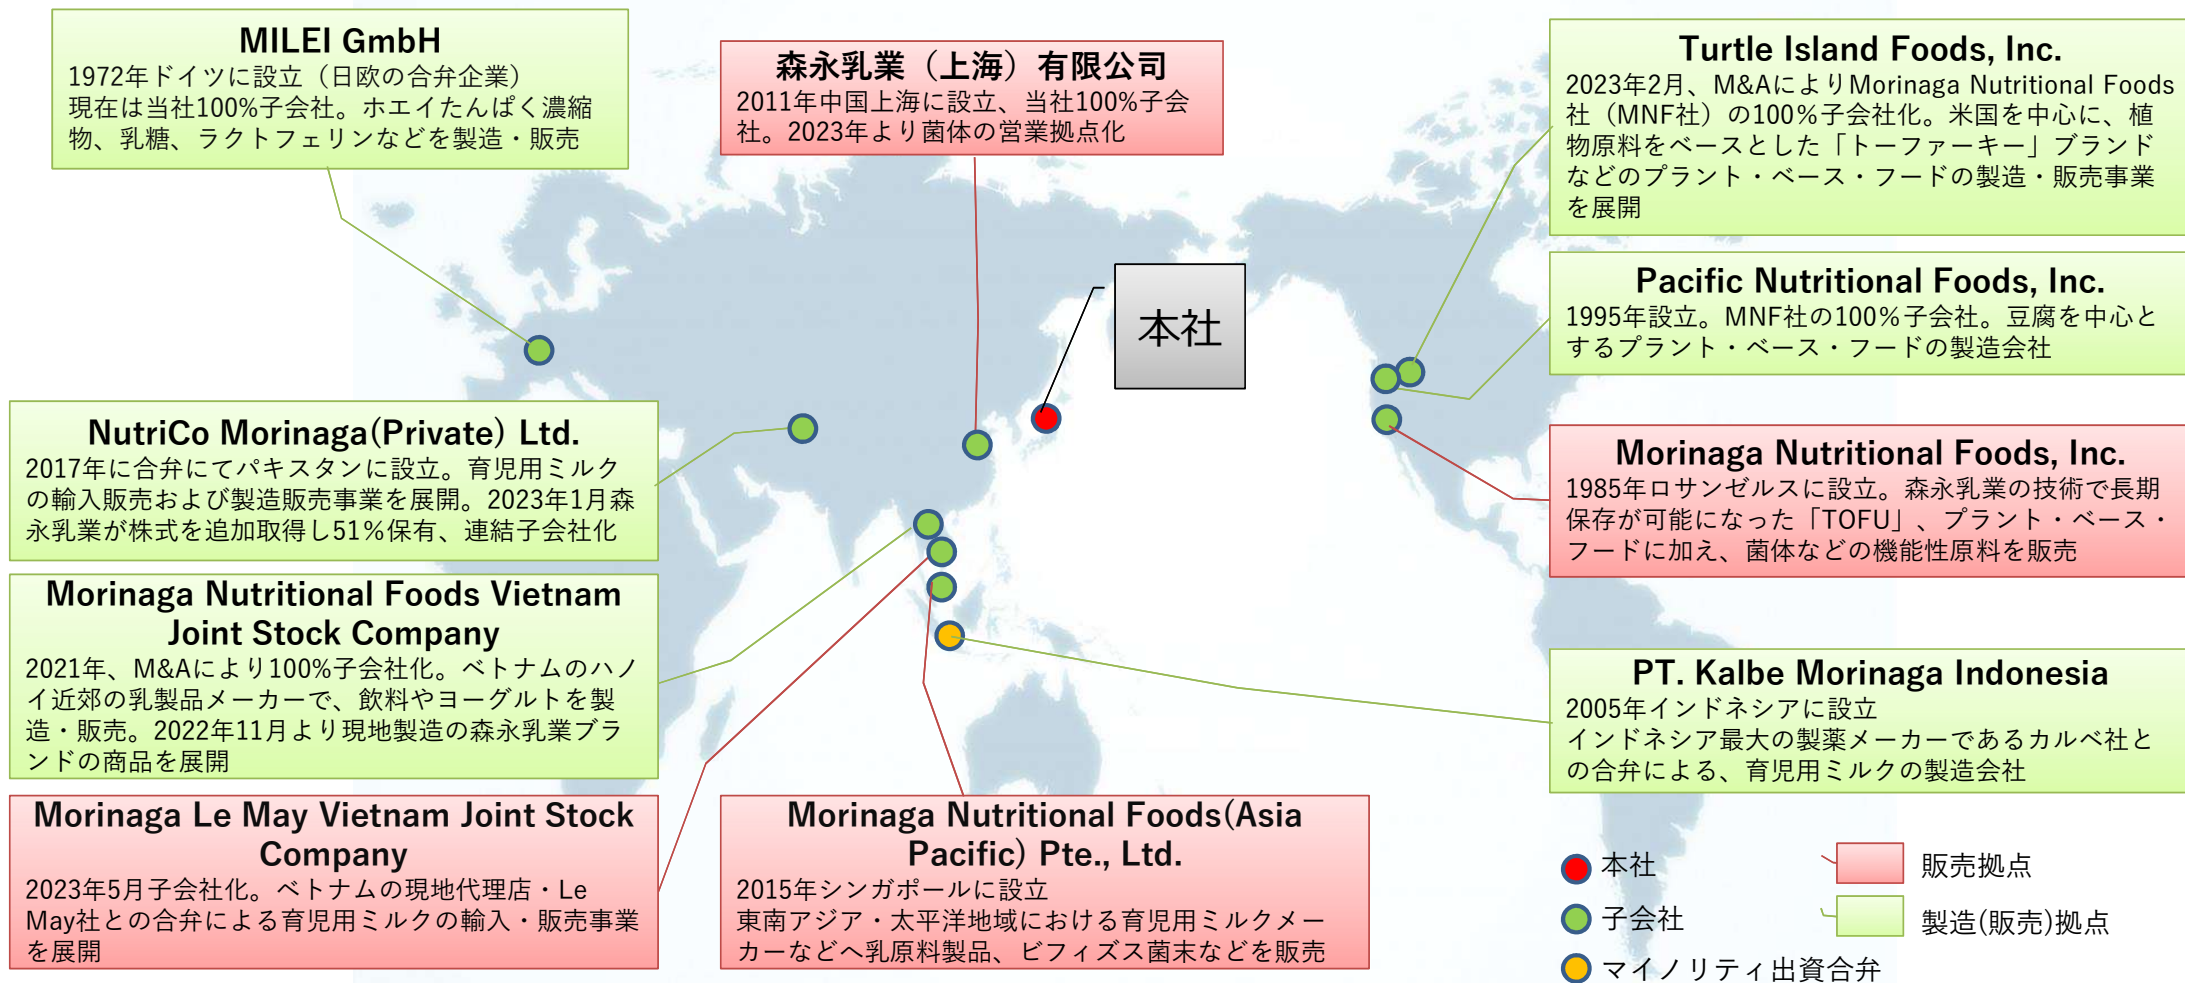 MILEI GmbH
1972年ドイツに設立（日欧の合弁企業）
現在は当社100%子会社。ホエイたんぱく濃縮
物、乳糖、ラクトフェリンなどを製造・販売
森永乳業（上海）有限公司
2011年中国上海に設立、当社100%子会
社。2023年より菌体の営業拠点化
Turtle Island Foods, Inc.
2023年2月、M&AによりMorinaga Nutritional Foods
社（MNF社）の100％子会社化。米国を中心に、植
物原料をベースとした「トーファーキー」ブランド
などのプラント・ベース・フードの製造・販売事業
を展開
本社
Pacific Nutritional Foods, Inc.
1995年設立。MNF社の100％子会社。豆腐を中心と
するプラント・ベース・フードの製造会社
NutriCo Morinaga(Private) Ltd.
2017年に合弁にてパキスタンに設立。育児用ミルク
の輸入販売および製造販売事業を展開。2023年1月森
永乳業が株式を追加取得し51%保有、連結子会社化
Morinaga Nutritional Foods, Inc.
1985年ロサンゼルスに設立。森永乳業の技術で長期
保存が可能になった「TOFU」、プラント・ベース・
フードに加え、菌体などの機能性原料を販売
Morinaga Nutritional Foods Vietnam
Joint Stock Company
2021年、M&Aにより100%子会社化。ベトナムのハノ
イ近郊の乳製品メーカーで、飲料やヨーグルトを製
造・販売。2022年11月より現地製造の森永乳業ブラ
ンドの商品を展開
PT. Kalbe Morinaga Indonesia
2005年インドネシアに設立
インドネシア最大の製薬メーカーであるカルベ社と
の合弁による、育児用ミルクの製造会社
Morinaga Le May Vietnam Joint Stock
Company
2023年5月子会社化。ベトナムの現地代理店・Le
May社との合弁による育児用ミルクの輸入・販売事業
を展開
Morinaga Nutritional Foods(Asia
Pacific) Pte., Ltd.
2015年シンガポールに設立
東南アジア・太平洋地域における育児用ミルクメー
カーなどへ乳原料製品、ビフィズス菌末などを販売
本社
販売拠点
子会社
製造(販売)拠点
マイノリティ出資合弁